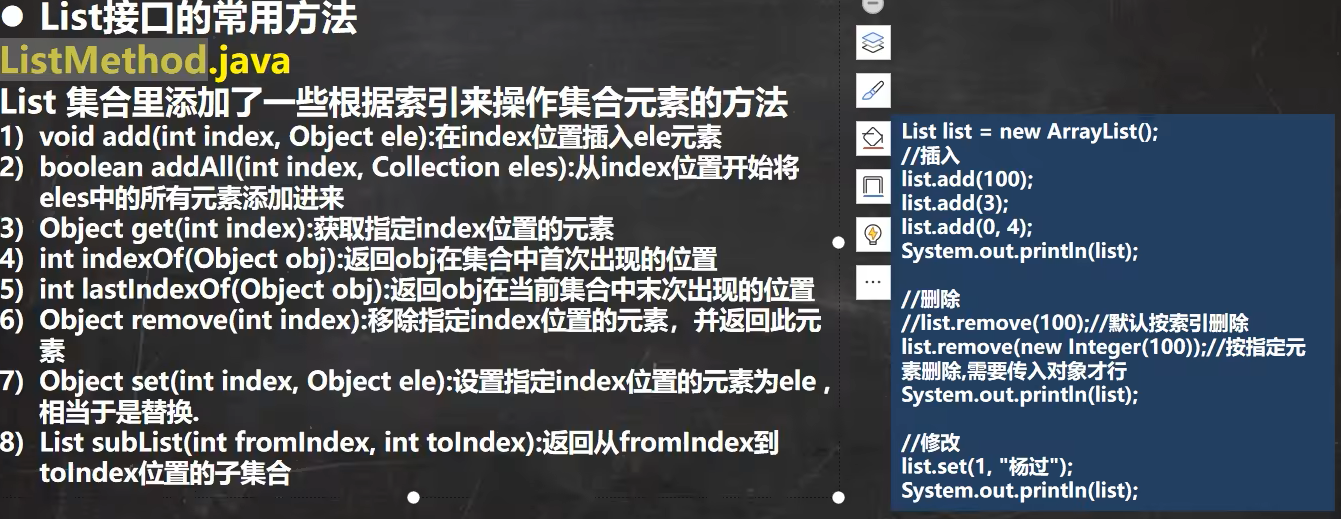 ● List接口的常用方法
ListMethod.java
List 集合里添加了一些根据索引来操作集合元素的方法
1) void add(int index, Object ele):在index位置插入ele元素
2) boolean addAll(int index, Collection eles):从index位置开始将
eles中的所有元素添加进来
3) Object get(int index):获取指定index位置的元素
4) int indexOf(Object obj):返回obj在集合中首次出现的位置
5) int lastIndexOf(Object obj):返回obj在当前集合中末次出现的位置
6) Object remove(int index):移除指定index位置的元素，并返回此元
素
7) Object set(int index, Object ele):设置指定index位置的元素为ele ,
相当于是替换.
8) List subList(int fromIndex, int toIndex):返回从fromIndex到
toIndex位置的子集合
List list = new ArrayList();
//插入
list.add(100);
list.add(3);
list.add(0, 4);
System.out.println(list);
//删除
//list.remove(100);//默认按索引删除
list.remove(new Integer(100));//按指定元
素删除,需要传入对象才行
System.out.println(list);
//修改
list.set(1, "杨过");
System.out.println(list);